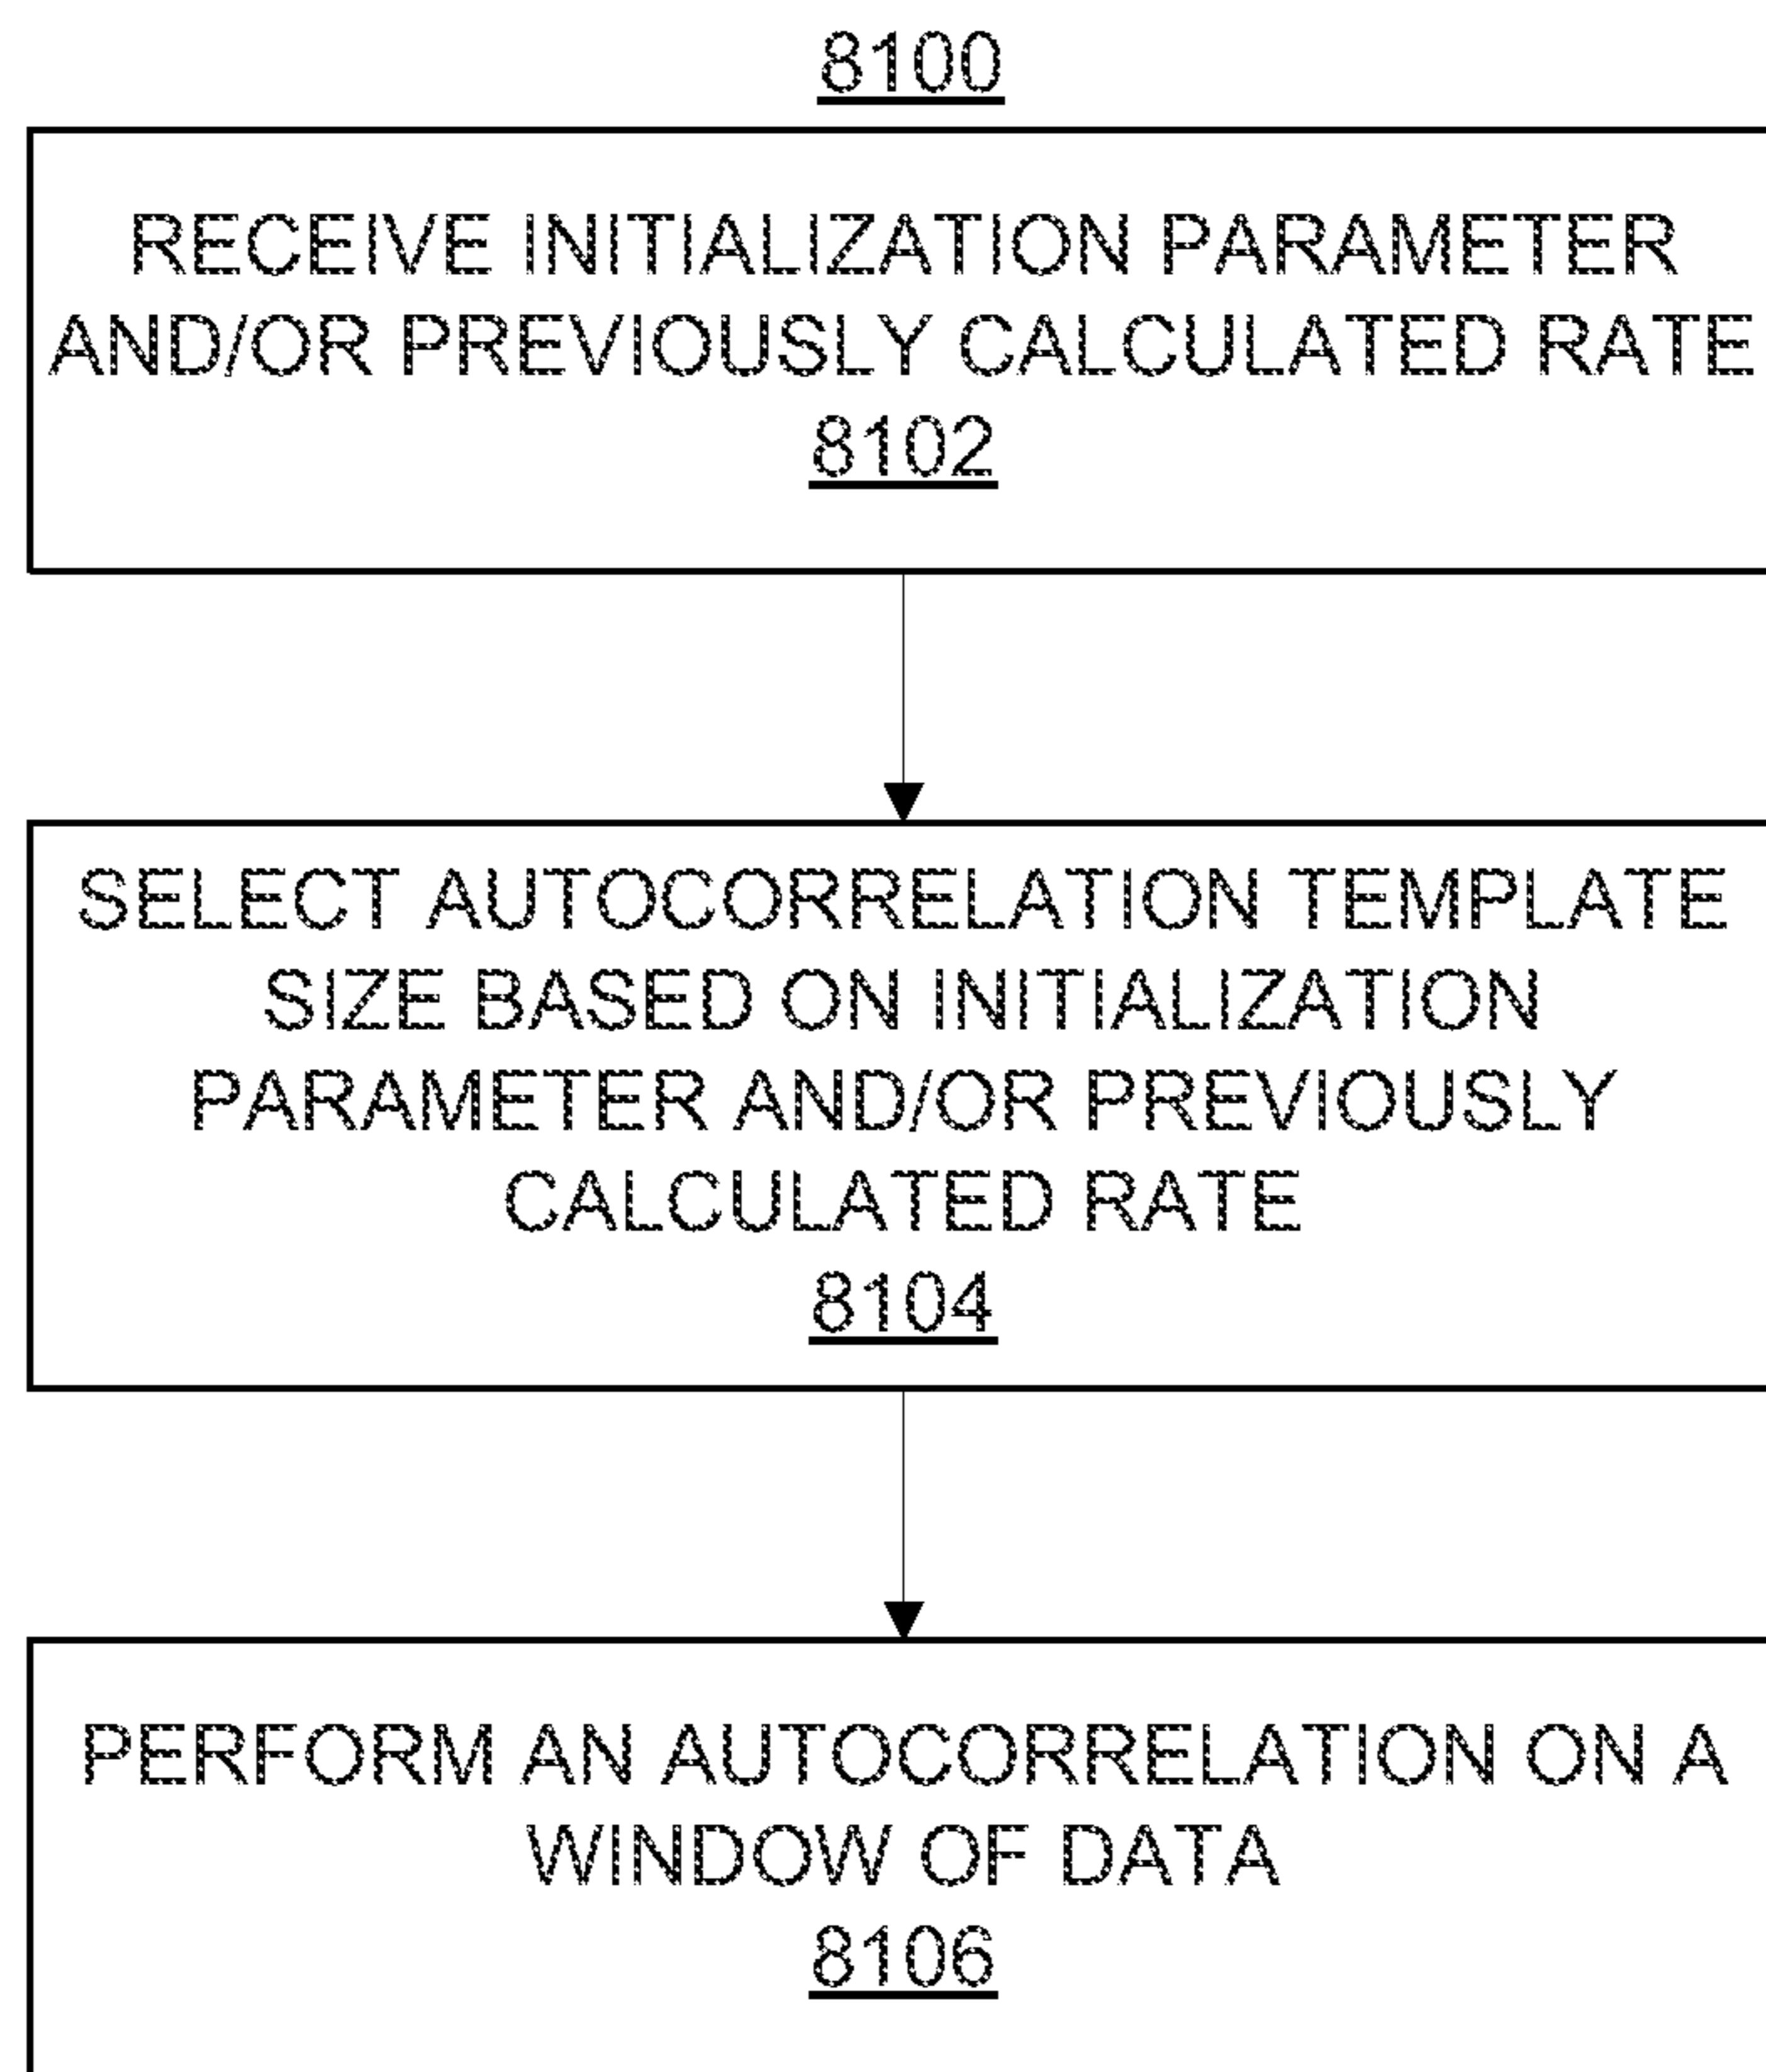 8100
RECEIVE INITIALIZATION PARAMETER
AND/OR PREVIOUSLY CALCULATED RATE
8102
SELECT AUTOCORRELATION TEMPLATE
SIZE BASED ON INITIALIZATION
PARAMETER AND/OR PREVIOUSLY
CALCULATED RATE
8104
PERFORM AN AUTOCORRELATION ON A
WINDOW OF DATA
8106